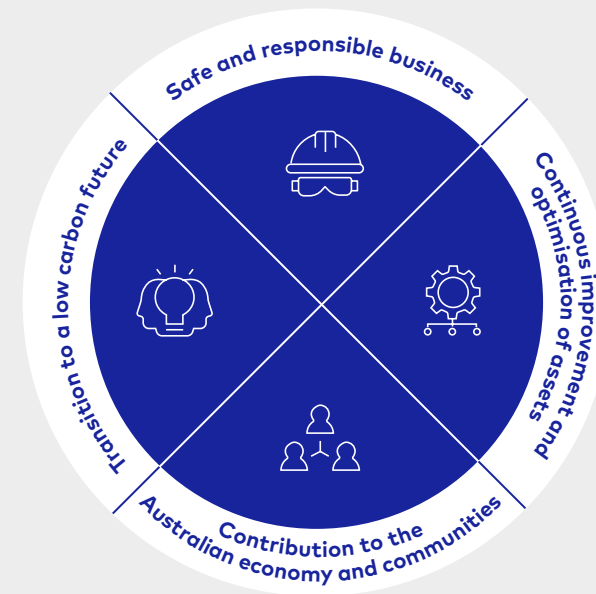 Safe and responsible business
Continuous improvement and
optimisation of assets
Contribution to the
Australian economy and communities
Transition to a low carbon future